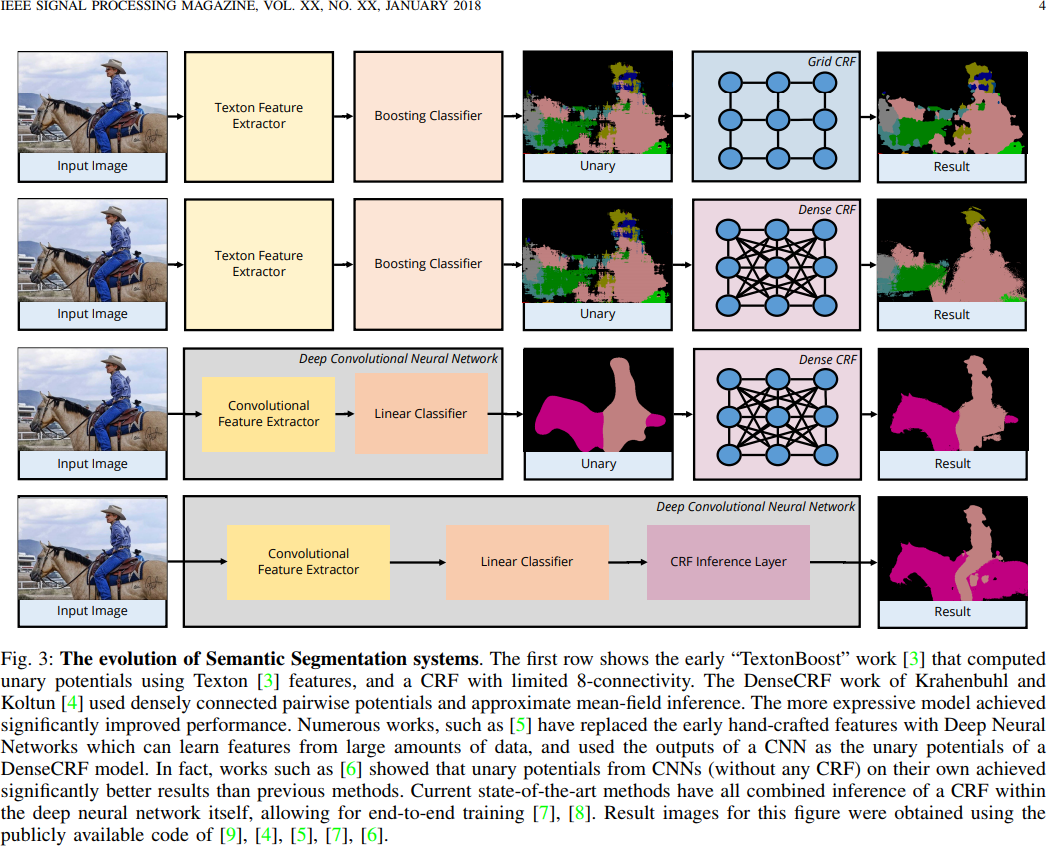 IEEE SIGNAL PROCESSING MAGAZINE, VOL. XX, NO. XX, JANUARY 2018
4
Input Image
Texton Feature
Extractor
Boosting Classifier
Unary
Grid CRF
Result
Input Image
Texton Feature
Extractor
Boosting Classifier
Unary
Dense CRF
Result
Input Image
Deep Convolutional Neural Network
Convolutional
Feature Extractor
Linear Classifier
Unary
Dense CRF
Result
Input Image
Deep Convolutional Neural Network
Convolutional
Feature Extractor
Linear Classifier
CRF Inference Layer
Result
Fig. 3: The evolution of Semantic Segmentation systems. The first row shows the early “TextonBoost” work [3] that computed
unary potentials using Texton [3] features, and a CRF with limited 8-connectivity. The DenseCRF work of Krahenbuhl and
Koltun [4] used densely connected pairwise potentials and approximate mean-field inference. The more expressive model achieved
significantly improved performance. Numerous works, such as [5] have replaced the early hand-crafted features with Deep Neural
Networks which can learn features from large amounts of data, and used the outputs of a CNN as the unary potentials of a
DenseCRF model. In fact, works such as [6] showed that unary potentials from CNNs (without any CRF) on their own achieved
significantly better results than previous methods. Current state-of-the-art methods have all combined inference of a CRF within
the deep neural network itself, allowing for end-to-end training [7], [8]. Result images for this figure were obtained using the
publicly available code of [9], [4], [5], [7], [6].